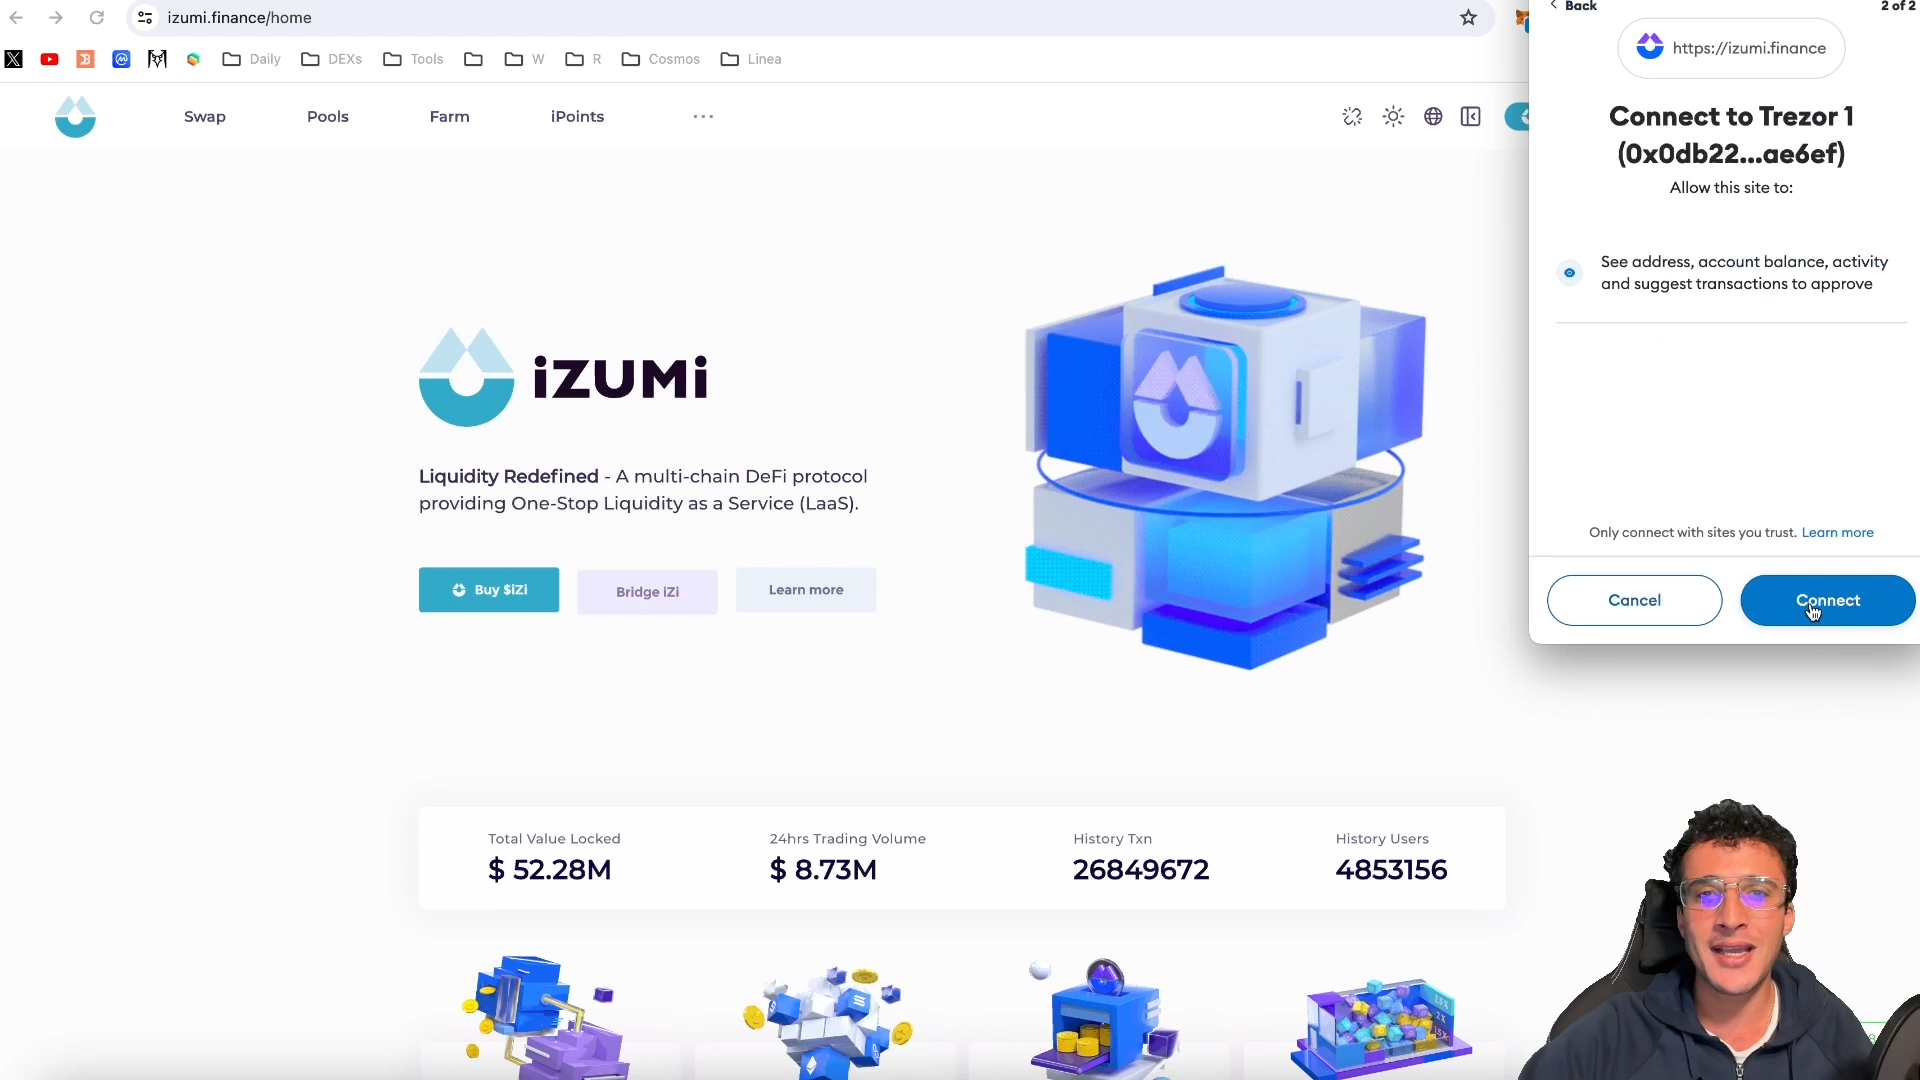 izumi.finance/home
Daily
DEXs
Tools
W
R
Cosmos
Linea
Swap
Pools
Farm
iPoints
iZUMi
Liquidity Redefined - A multi-chain DeFi protocol
providing One-Stop Liquidity as a Service (LaaS).
Buy $iZi
Bridge iZi
Learn more
Total Value Locked
$ 52.28M
24hrs Trading Volume
$ 8.73M
History Txn
26849672
History Users
4853156
Back
2 of 2
https://izumi.finance
Connect to Trezor 1
(0x0db22...ae6ef)
Allow this site to:
See address, account balance, activity
and suggest transactions to approve
Only connect with sites you trust. Learn more
Cancel
Connect